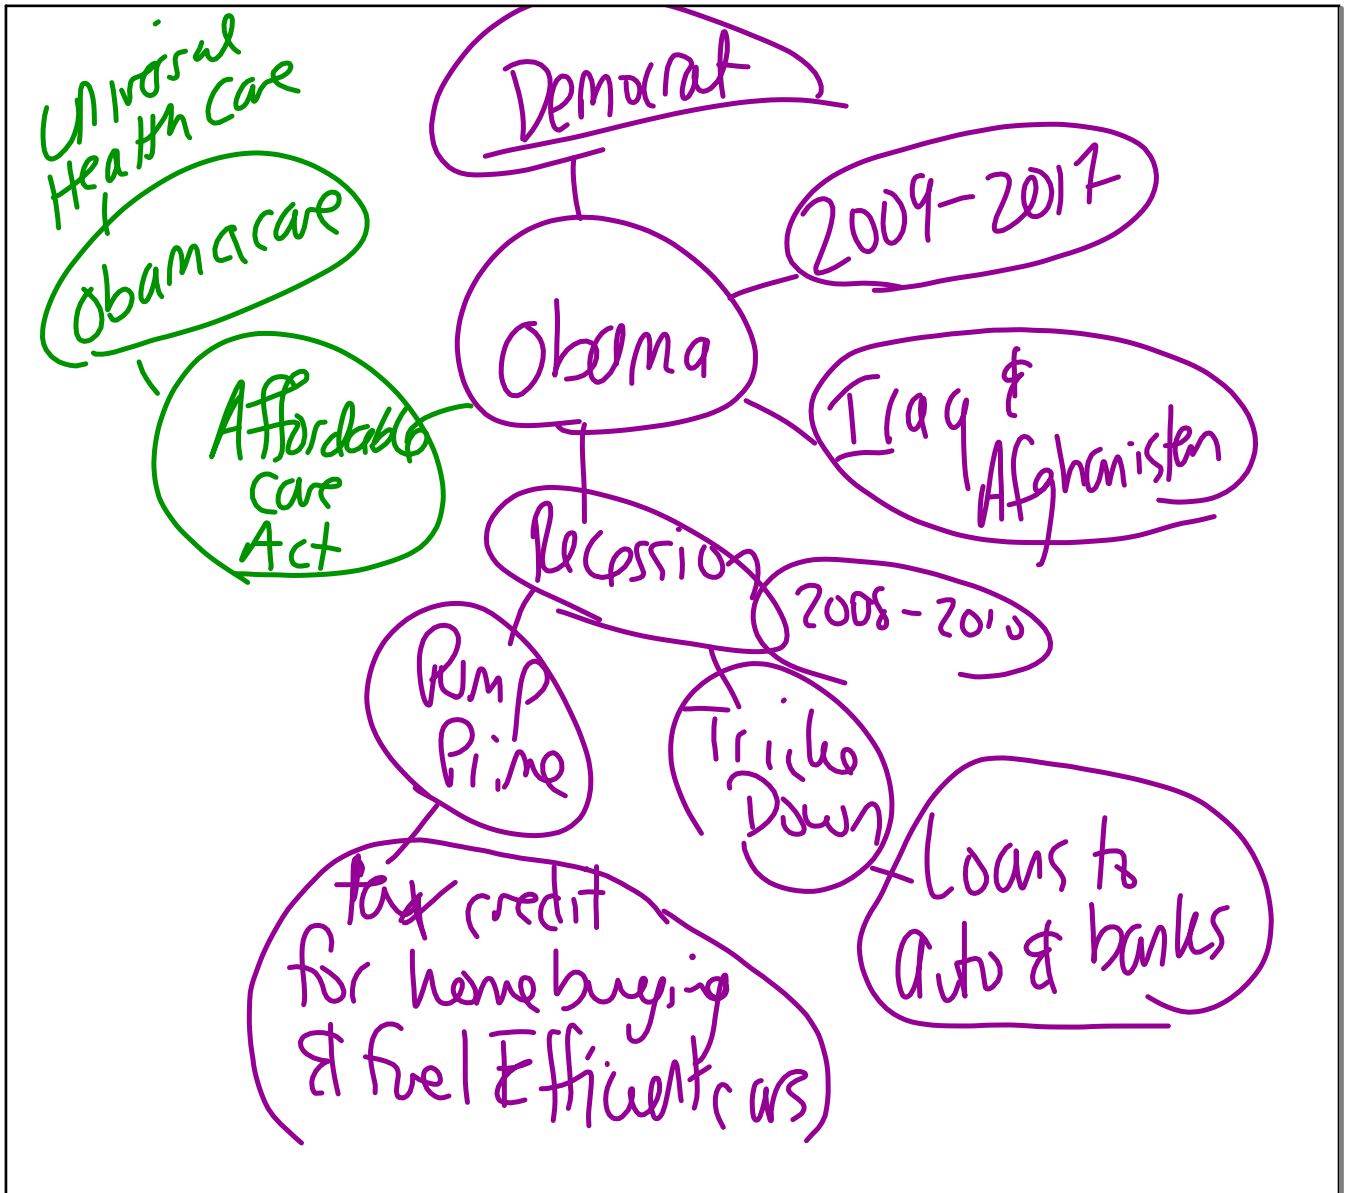 Universal
Health Care
Obamacare
Affordable
Care
Act
Democrat
2009-2017
Obama
Iraq &
Afghanistan
Recession
2008-2010
Pump
Prime
Trickle
Down
Loans to
auto & banks
tax credit
for homebuying
& fuel Efficient cars